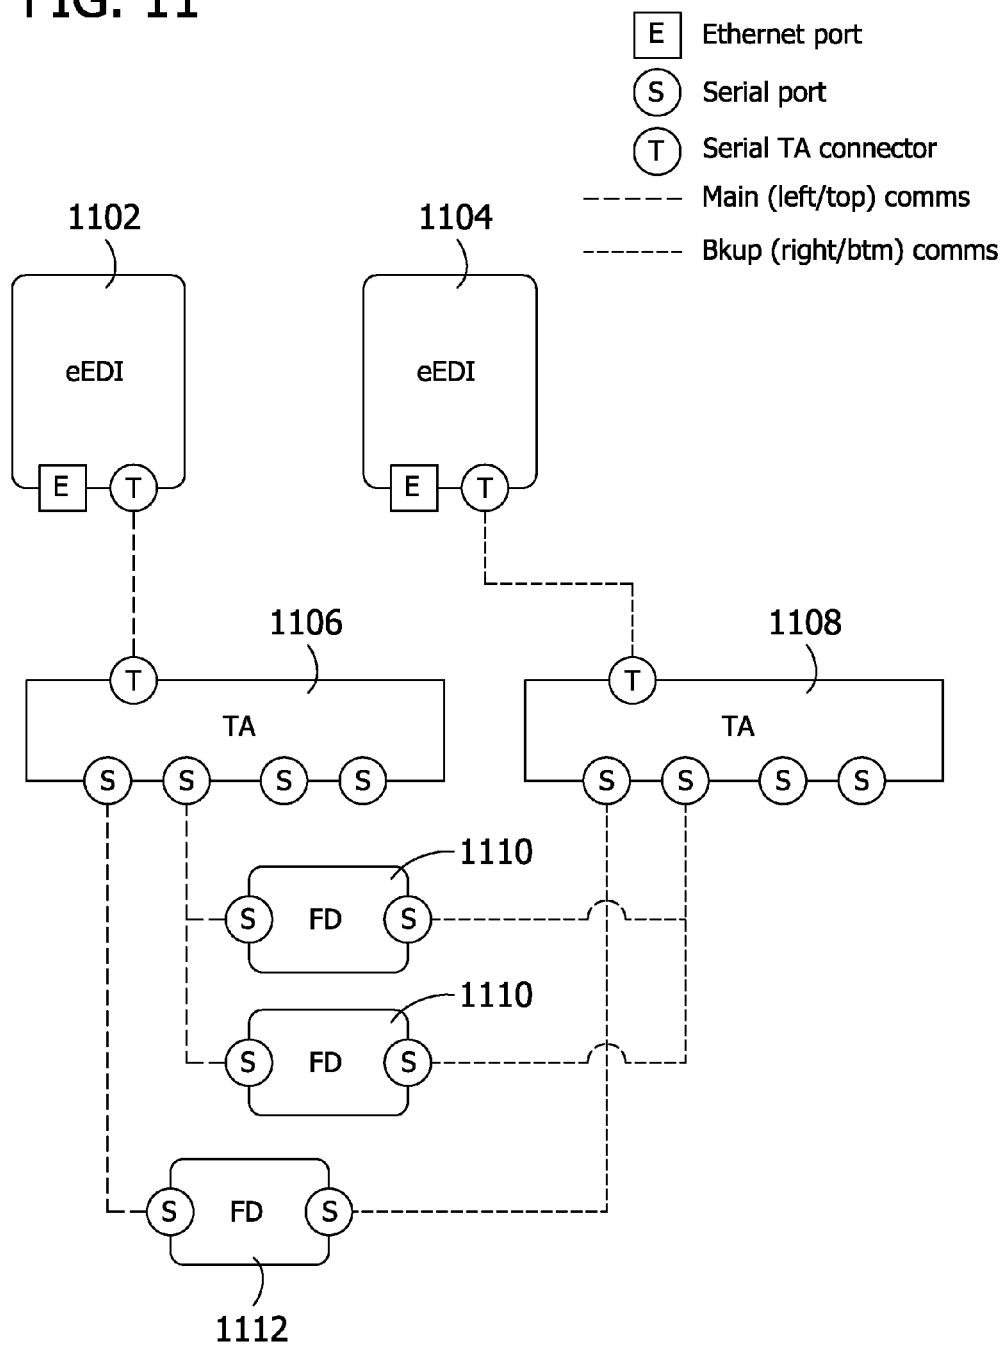 FIG. 11
E Ethernet port
S Serial port
T Serial TA connector
Main (left/top) comms
Bkup (right/btm) comms
1102
1104
eEDI
eEDI
E T
E T
1106
1108
T
T
TA
TA
S S S S
S S S S
1110
S FD S
1110
S FD S
S FD S
1112